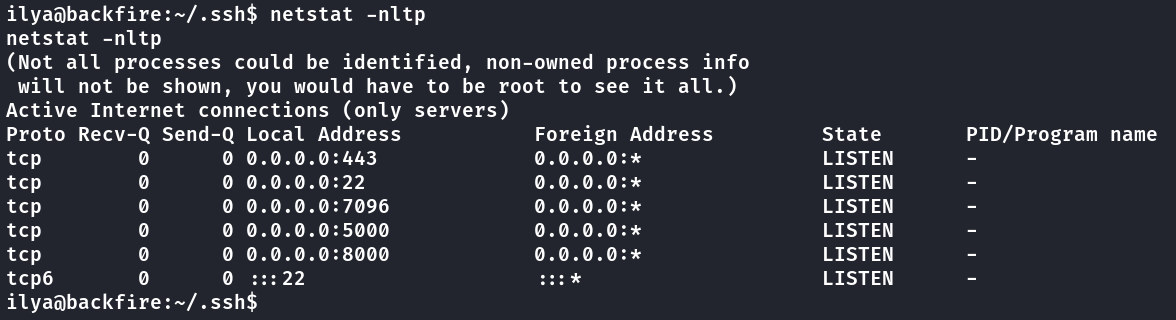 ilya@backfire:~/.ssh$ netstat -nltp
netstat -nltp
(Not all processes could be identified, non-owned process info
 will not be shown, you would have to be root to see it all.)
Active Internet connections (only servers)
Proto Recv-Q Send-Q Local Address           Foreign Address         State       PID/Program name
tcp        0      0 0.0.0.0:443             0.0.0.0:*               LISTEN      -
tcp        0      0 0.0.0.0:22              0.0.0.0:*               LISTEN      -
tcp        0      0 0.0.0.0:7096            0.0.0.0:*               LISTEN      -
tcp        0      0 0.0.0.0:5000            0.0.0.0:*               LISTEN      -
tcp        0      0 0.0.0.0:8000            0.0.0.0:*               LISTEN      -
tcp6       0      0 :::22                   :::*                    LISTEN      -
ilya@backfire:~/.ssh$